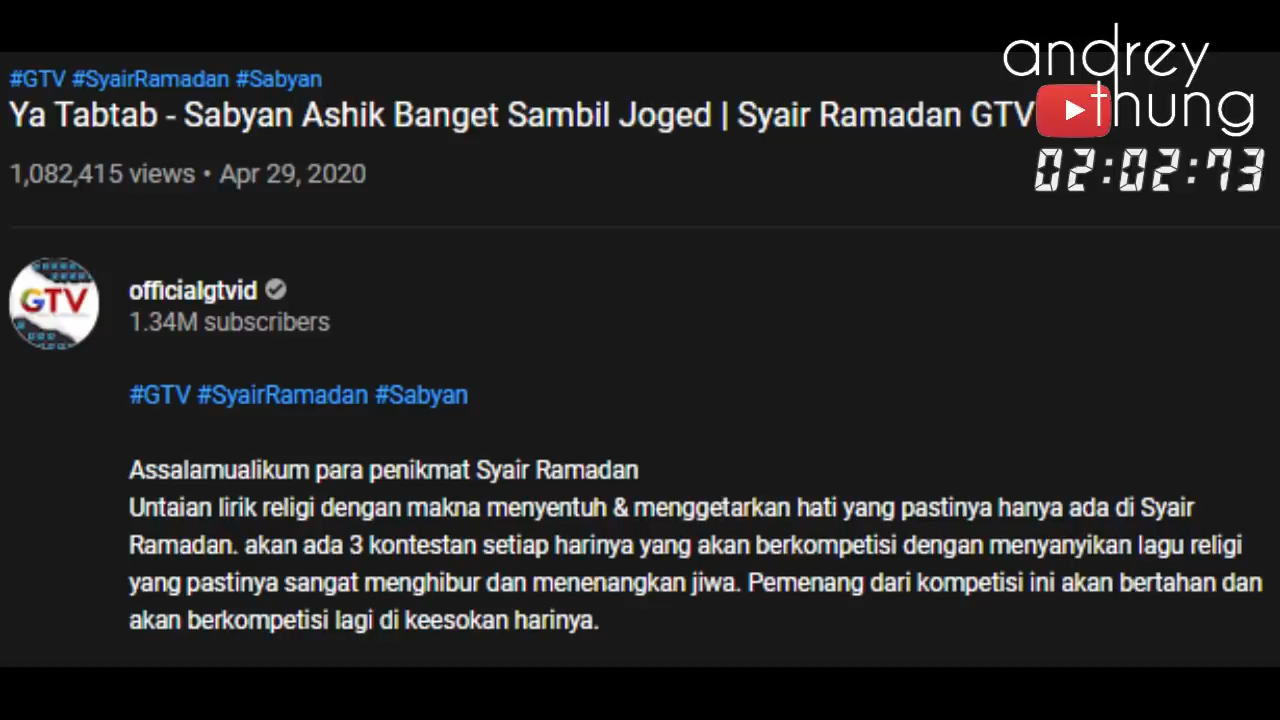 andrey
thung
02:02:73
#GTV #SyairRamadan #Sabyan
Ya Tabtab - Sabyan Ashik Banget Sambil Joged | Syair Ramadan GTV
1,082,415 views • Apr 29, 2020
GTV
officialgtvid
1.34M subscribers
#GTV #SyairRamadan #Sabyan
Assalamualikum para penikmat Syair Ramadan
Untaian lirik religi dengan makna menyentuh & menggetarkan hati yang pastinya hanya ada di Syair
Ramadan. akan ada 3 kontestan setiap harinya yang akan berkompetisi dengan menyanyikan lagu religi
yang pastinya sangat menghibur dan menenangkan jiwa. Pemenang dari kompetisi ini akan bertahan dan
akan berkompetisi lagi di keesokan harinya.